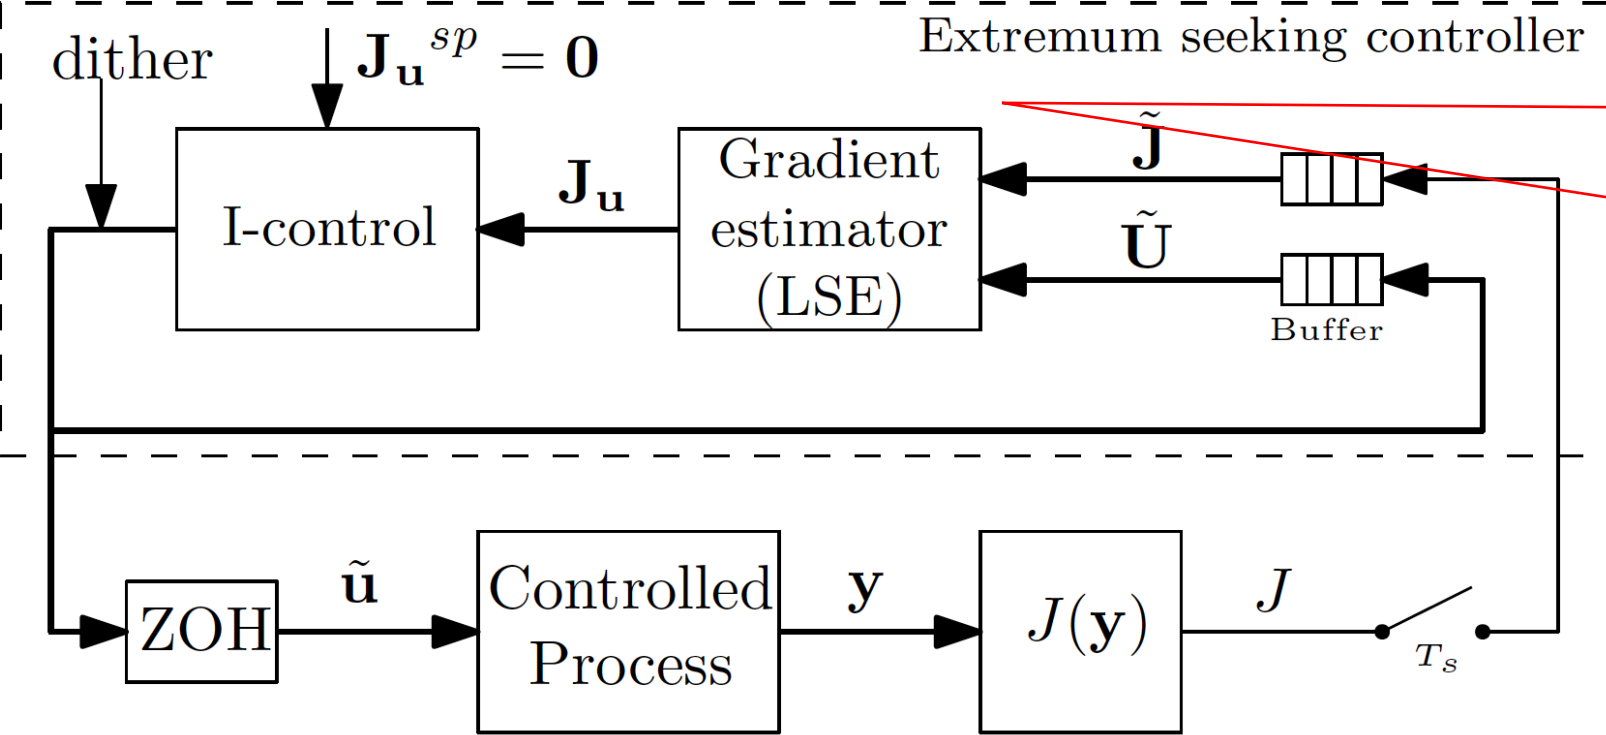 Extremum seeking controller
dither
J_u^{sp} = 0
I-control
J_u
Gradient
estimator
(LSE)
J̃
Ũ
Buffer
ZOH
ũ
Controlled
Process
y
J(y)
J
T_s